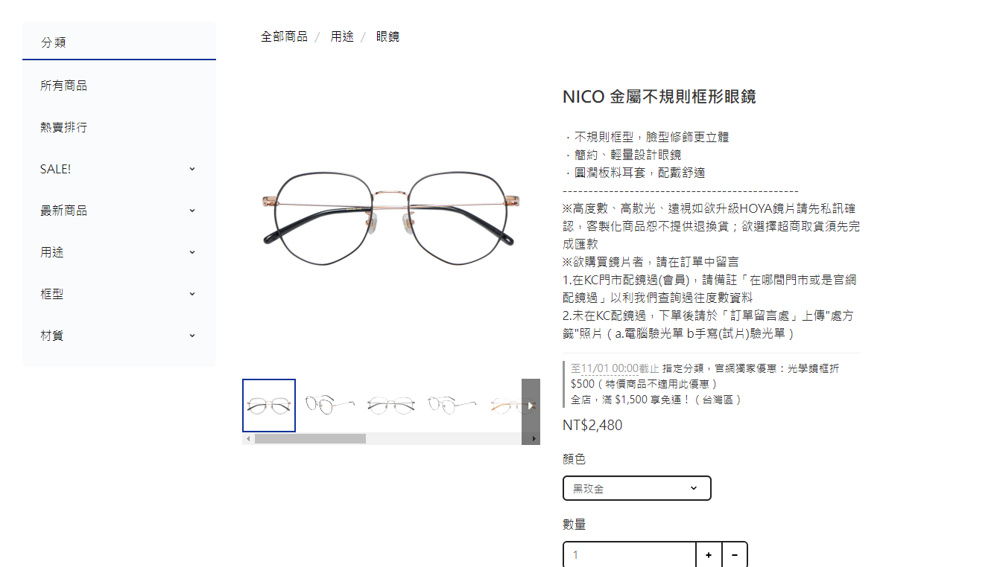 分類
所有商品
熱賣排行
SALE!
最新商品
用途
框型
材質
全部商品 / 用途 / 眼鏡
NICO 金屬不規則框形眼鏡
．不規則框型，臉型修飾更立體
．簡約、輕量設計眼鏡
．圓潤板料耳套，配戴舒適
----------------------------------------------
※高度數、高散光、遠視如欲升級HOYA鏡片請先私訊確
認，客製化商品恕不提供退換貨；欲選擇超商取貨須先完
成匯款
※欲購買鏡片者，請在訂單中留言
1.在KC門市配鏡過(會員)，請備註「在哪間門市或是官網
配鏡過」以利我們查詢過往度數資料
2.未在KC配鏡過，下單後請於「訂單留言處」上傳"處方
籤"照片（a.電腦驗光單 b手寫(試片)驗光單）
至11/01 00:00截止 指定分類，官網獨家優惠：光學鏡框折
$500（特價商品不適用此優惠）
全店，滿 $1,500 享免運！（台灣區）
NT$2,480
顏色
黑玫金
數量
1 + −